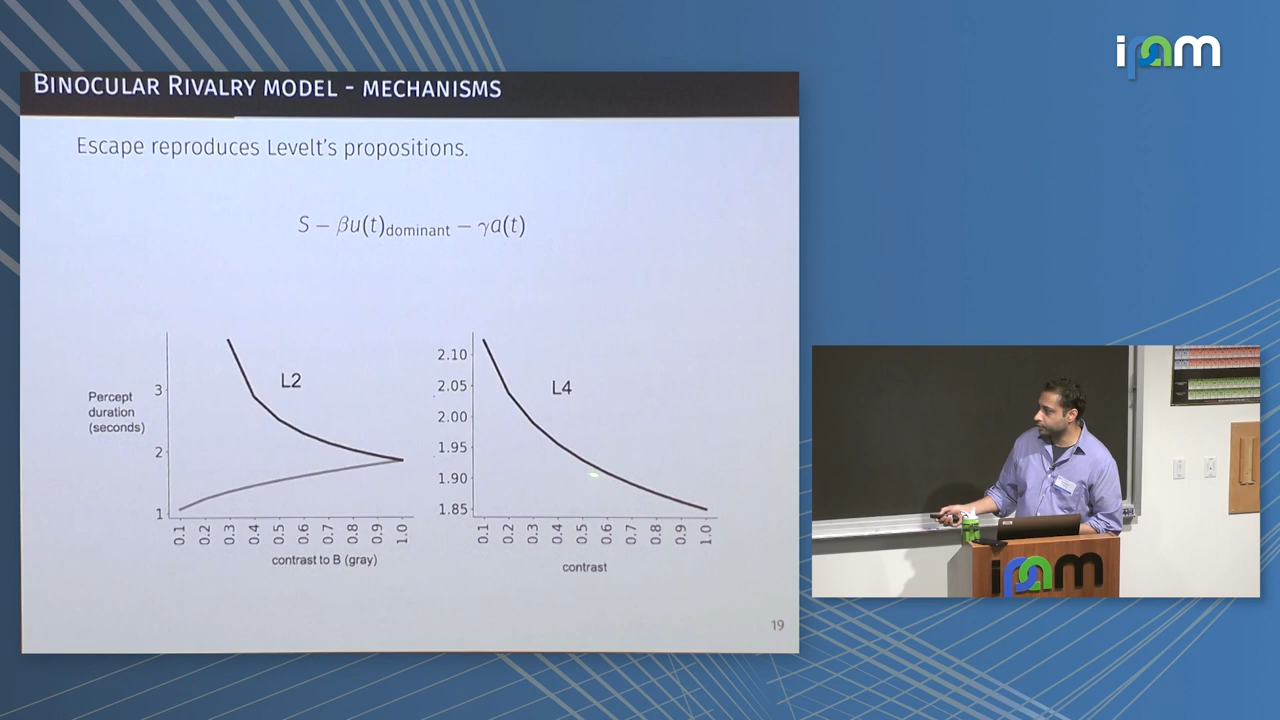 ipam
BINOCULAR RIVALRY MODEL - MECHANISMS
Escape reproduces Levelt's propositions.
S − βu(t)dominant − γa(t)
L2
Percept
duration
(seconds)
3
2
1
0.1 0.2 0.3 0.4 0.5 0.6 0.7 0.8 0.9 1.0
contrast to B (gray)
L4
2.10
2.05
2.00
1.95
1.90
1.85
0.1 0.2 0.3 0.4 0.5 0.6 0.7 0.8 0.9 1.0
contrast
19
ipam